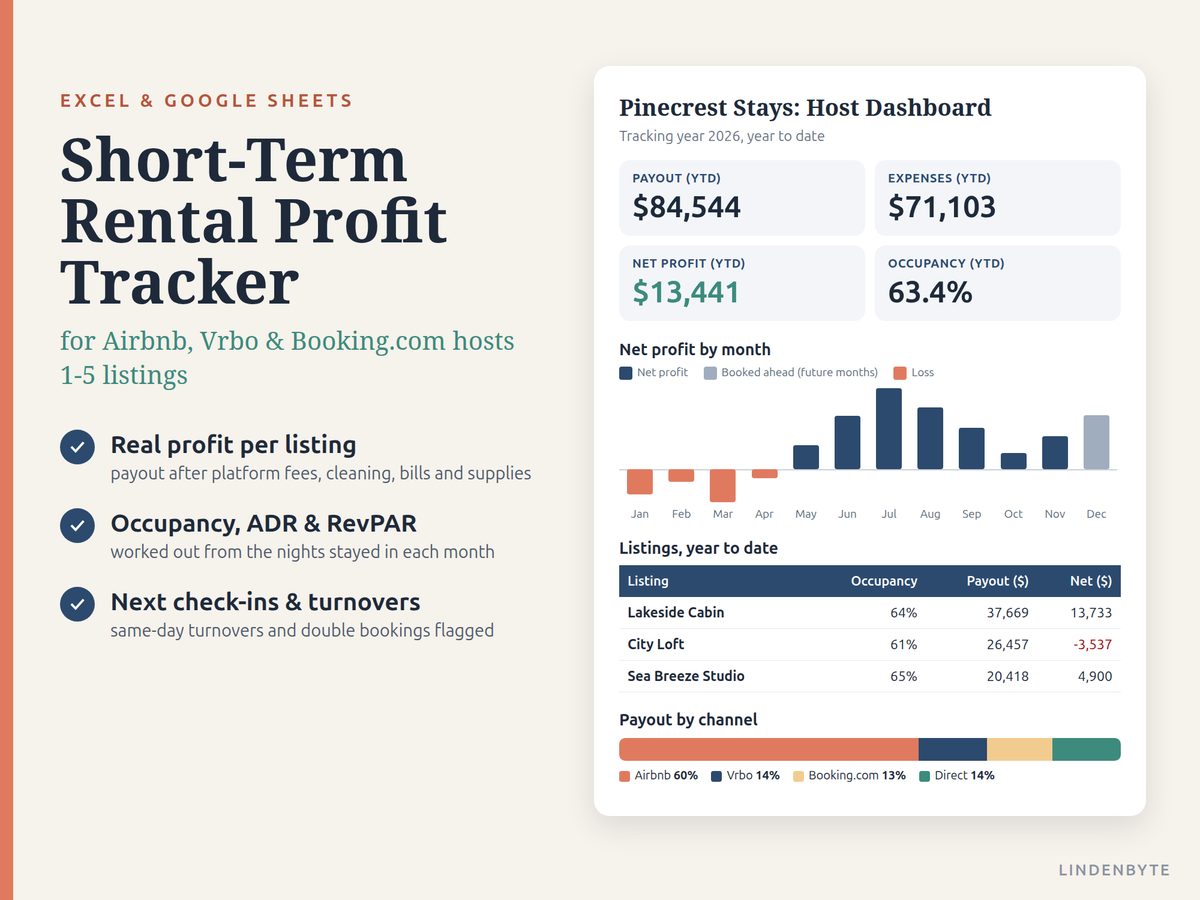 EXCEL & GOOGLE SHEETS
Short-Term
Rental Profit
Tracker
for Airbnb, Vrbo & Booking.com hosts
1-5 listings
Real profit per listing
payout after platform fees, cleaning, bills and supplies
Occupancy, ADR & RevPAR
worked out from the nights stayed in each month
Next check-ins & turnovers
same-day turnovers and double bookings flagged
Pinecrest Stays: Host Dashboard
Tracking year 2026, year to date
PAYOUT (YTD)
$84,544
EXPENSES (YTD)
$71,103
NET PROFIT (YTD)
$13,441
OCCUPANCY (YTD)
63.4%
Net profit by month
Net profit Booked ahead (future months) Loss
Jan Feb Mar Apr May Jun Jul Aug Sep Oct Nov Dec
Listings, year to date
Listing Occupancy Payout ($) Net ($)
Lakeside Cabin 64% 37,669 13,733
City Loft 61% 26,457 -3,537
Sea Breeze Studio 65% 20,418 4,900
Payout by channel
Airbnb 60% Vrbo 14% Booking.com 13% Direct 14%
LINDENBYTE